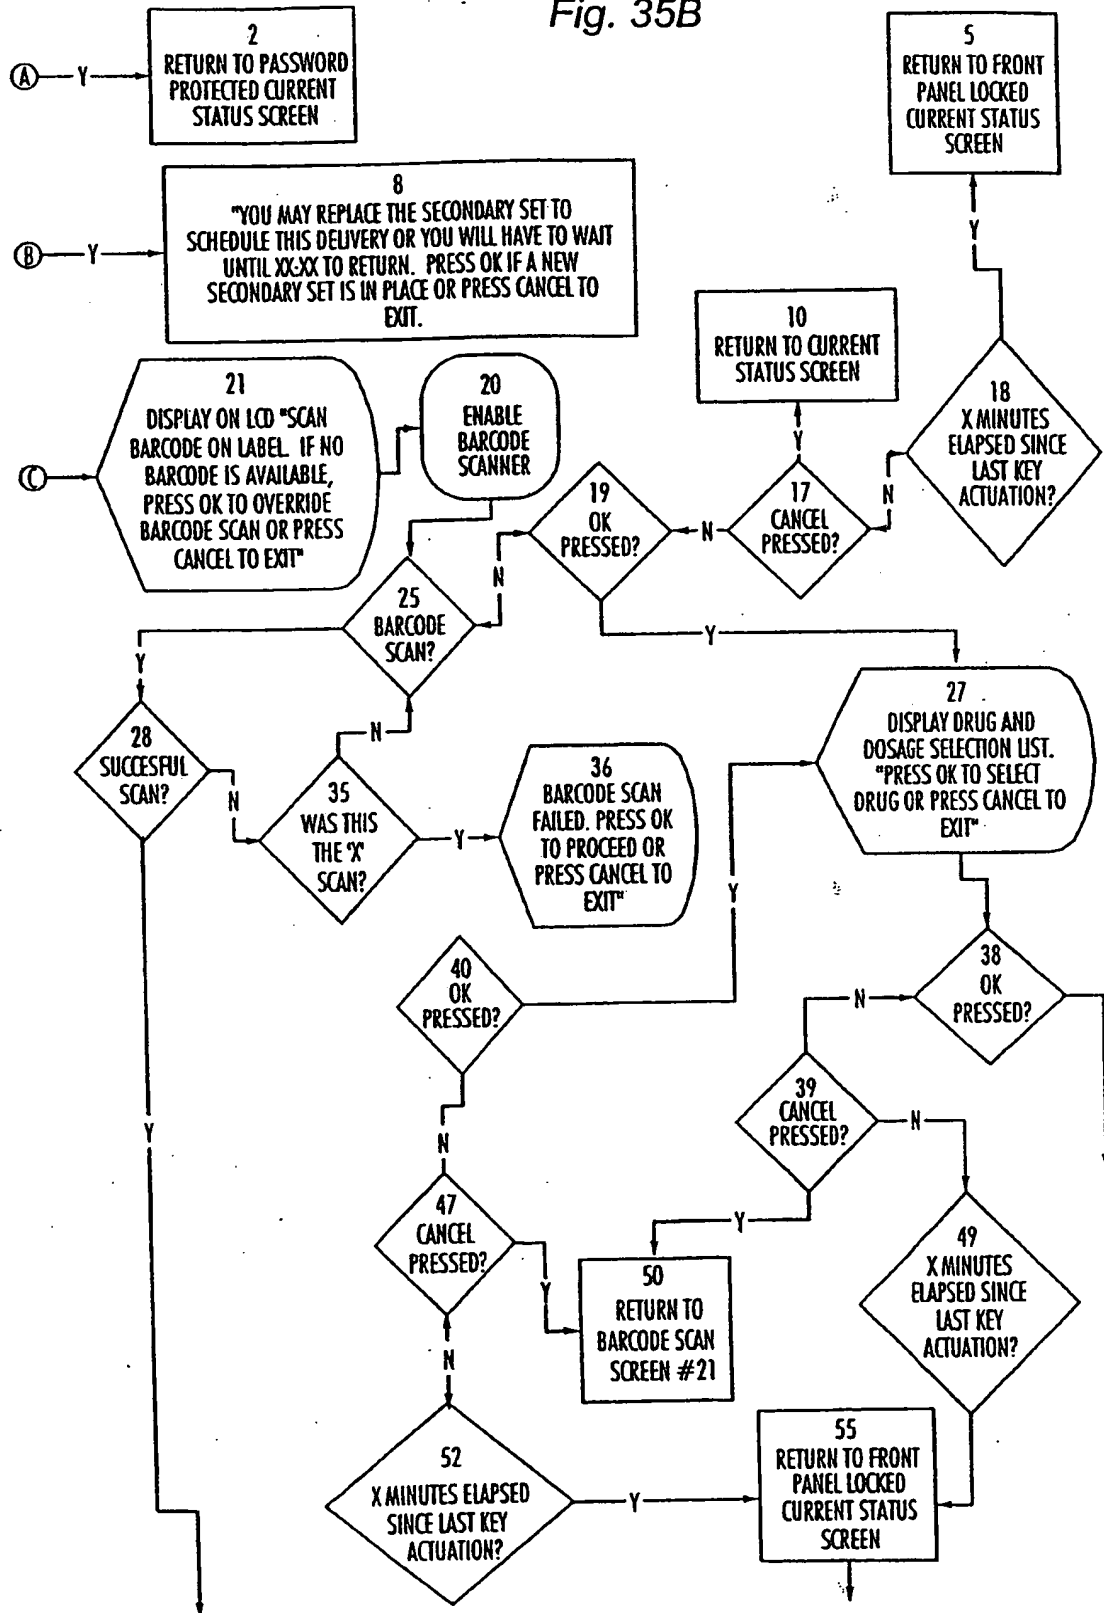 Fig. 35B
A
Y
2
RETURN TO PASSWORD
PROTECTED CURRENT
STATUS SCREEN
5
RETURN TO FRONT
PANEL LOCKED
CURRENT STATUS
SCREEN
Y
B
Y
8
"YOU MAY REPLACE THE SECONDARY SET TO
SCHEDULE THIS DELIVERY OR YOU WILL HAVE TO WAIT
UNTIL XX:XX TO RETURN. PRESS OK IF A NEW
SECONDARY SET IS IN PLACE OR PRESS CANCEL TO
EXIT.
10
RETURN TO CURRENT
STATUS SCREEN
Y
18
X MINUTES
ELAPSED SINCE
LAST KEY
ACTUATION?
N
C
21
DISPLAY ON LCD "SCAN
BARCODE ON LABEL. IF NO
BARCODE IS AVAILABLE,
PRESS OK TO OVERRIDE
BARCODE SCAN OR PRESS
CANCEL TO EXIT"
20
ENABLE
BARCODE
SCANNER
19
OK
PRESSED?
N
17
CANCEL
PRESSED?
N
Y
25
BARCODE
SCAN?
Y
28
SUCCESFUL
SCAN?
N
N
35
WAS THIS
THE 'X'
SCAN?
Y
36
BARCODE SCAN
FAILED. PRESS OK
TO PROCEED OR
PRESS CANCEL TO
EXIT"
27
DISPLAY DRUG AND
DOSAGE SELECTION LIST.
"PRESS OK TO SELECT
DRUG OR PRESS CANCEL TO
EXIT"
Y
40
OK
PRESSED?
38
OK
PRESSED?
N
39
CANCEL
PRESSED?
N
Y
N
47
CANCEL
PRESSED?
Y
Y
50
RETURN TO
BARCODE SCAN
SCREEN #21
49
X MINUTES
ELAPSED SINCE
LAST KEY
ACTUATION?
N
52
X MINUTES ELAPSED
SINCE LAST KEY
ACTUATION?
Y
55
RETURN TO FRONT
PANEL LOCKED
CURRENT STATUS
SCREEN